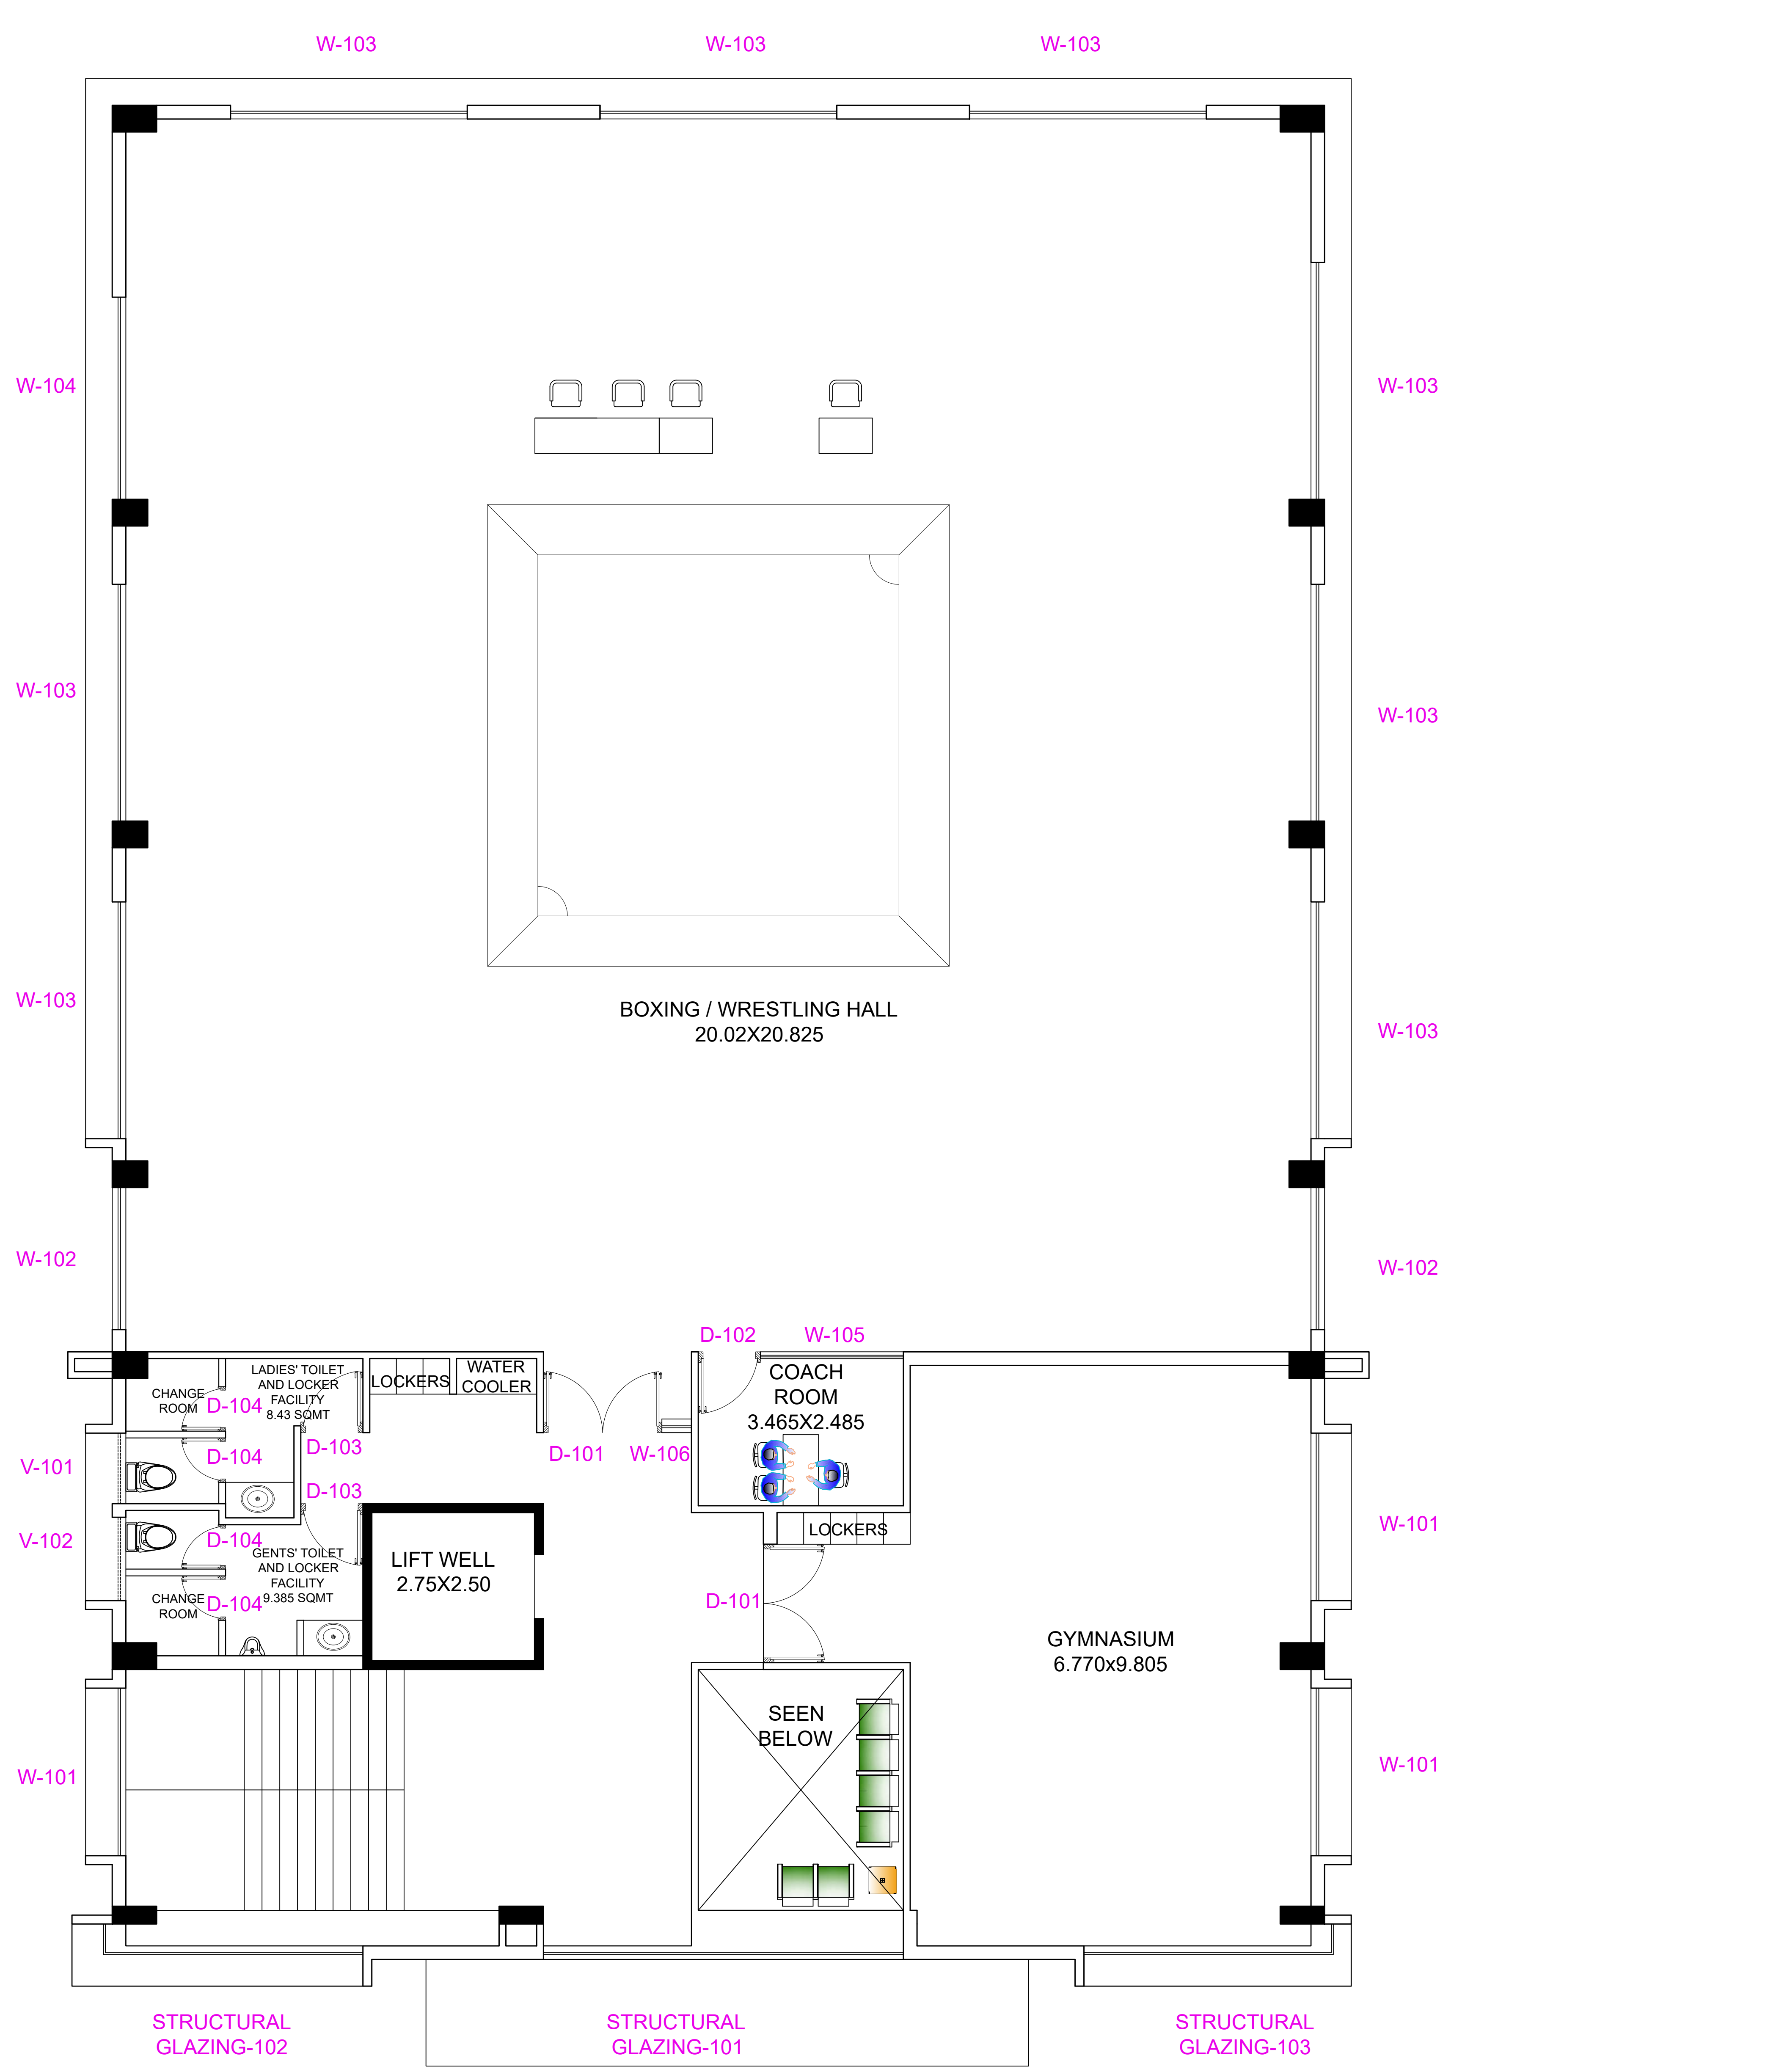 W-103
W-103
W-103
W-104
W-103
W-103
W-103
W-103
BOXING / WRESTLING HALL
20.02X20.825
W-103
W-102
W-102
D-102
W-105
LADIES' TOILET
AND LOCKER
FACILITY
8.43 SQMT
CHANGE
ROOM
D-104
LOCKERS
WATER
COOLER
COACH
ROOM
3.465X2.485
D-103
D-104
D-101
W-106
V-101
D-103
V-102
D-104
GENTS' TOILET
AND LOCKER
FACILITY
9.385 SQMT
CHANGE
ROOM
D-104
LIFT WELL
2.75X2.50
LOCKERS
W-101
D-101
GYMNASIUM
6.770x9.805
SEEN
BELOW
W-101
W-101
STRUCTURAL
GLAZING-102
STRUCTURAL
GLAZING-101
STRUCTURAL
GLAZING-103